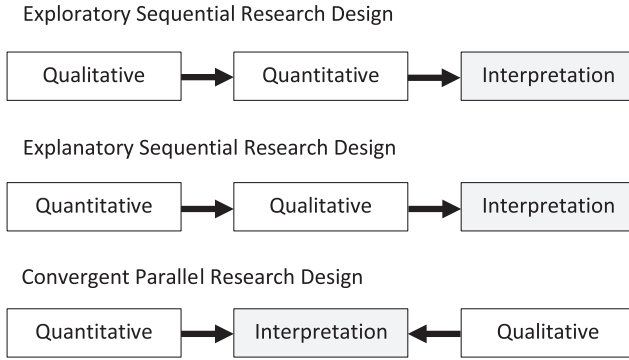 Exploratory Sequential Research Design
Qualitative Quantitative Interpretation
Explanatory Sequential Research Design
Quantitative Qualitative Interpretation
Convergent Parallel Research Design
Quantitative Interpretation Qualitative